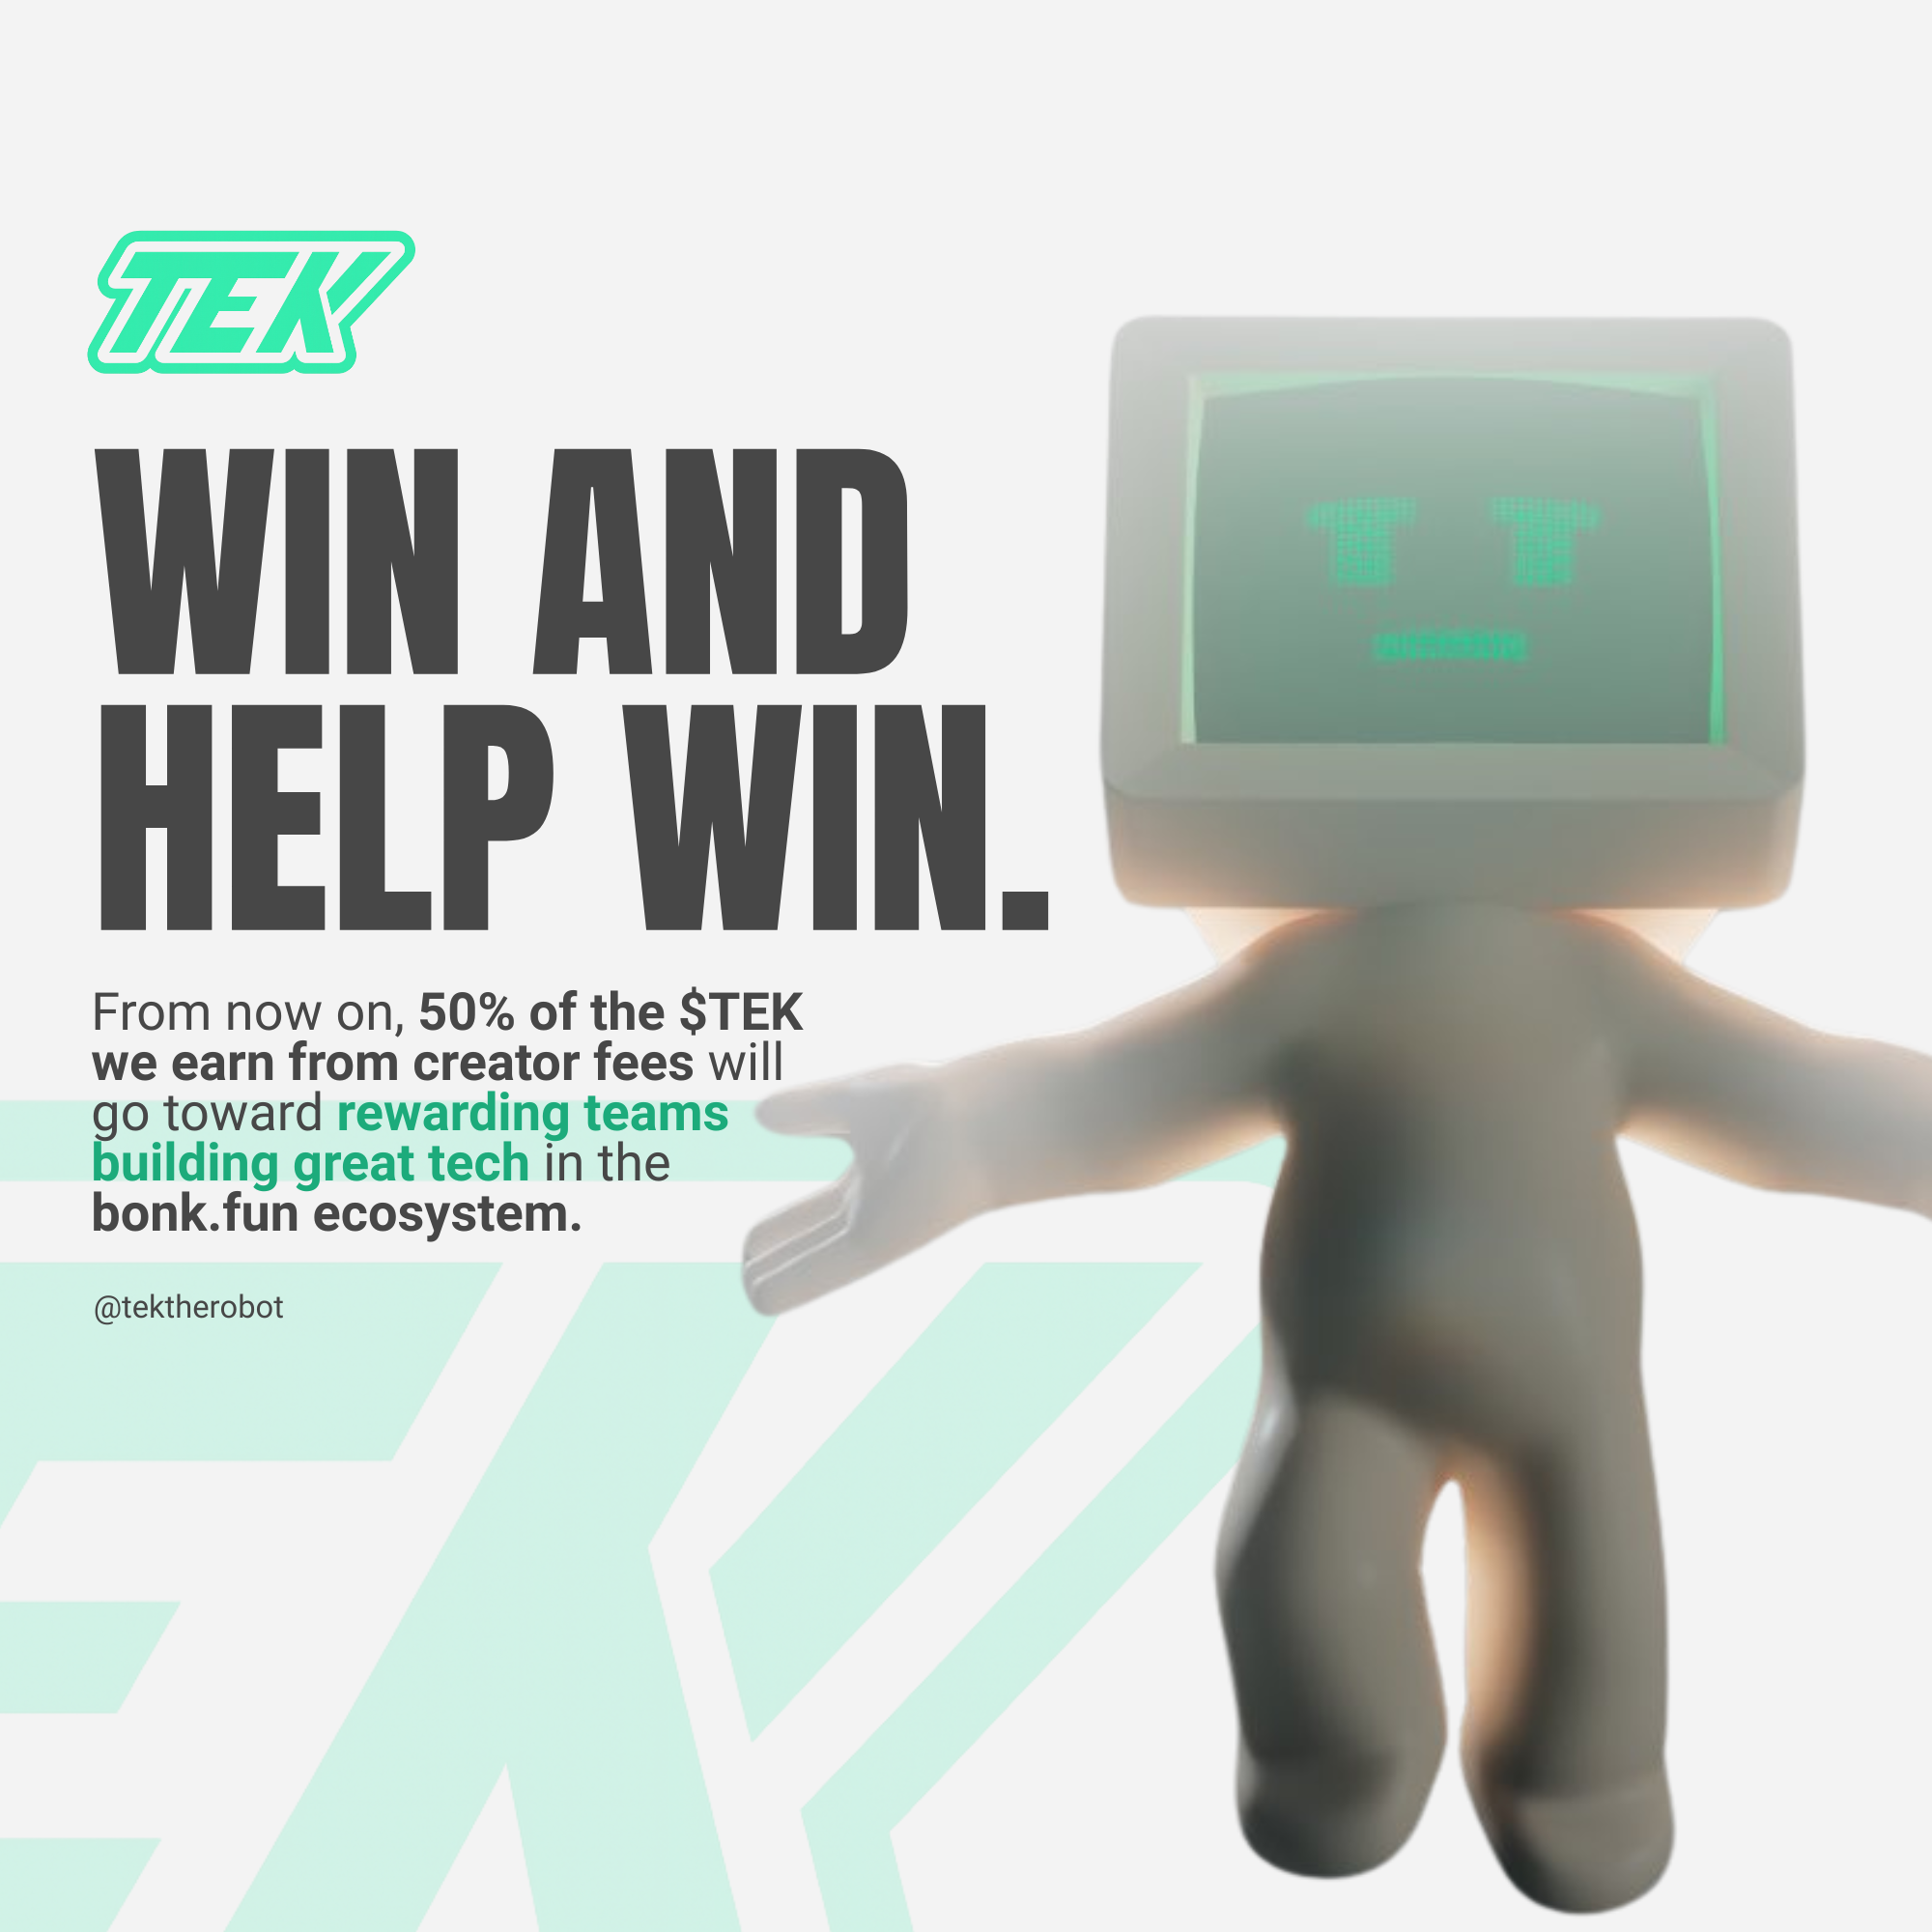 TEK
WIN AND
HELP WIN.
From now on, 50% of the $TEK
we earn from creator fees will
go toward rewarding teams
building great tech in the
bonk.fun ecosystem.
@tektherobot